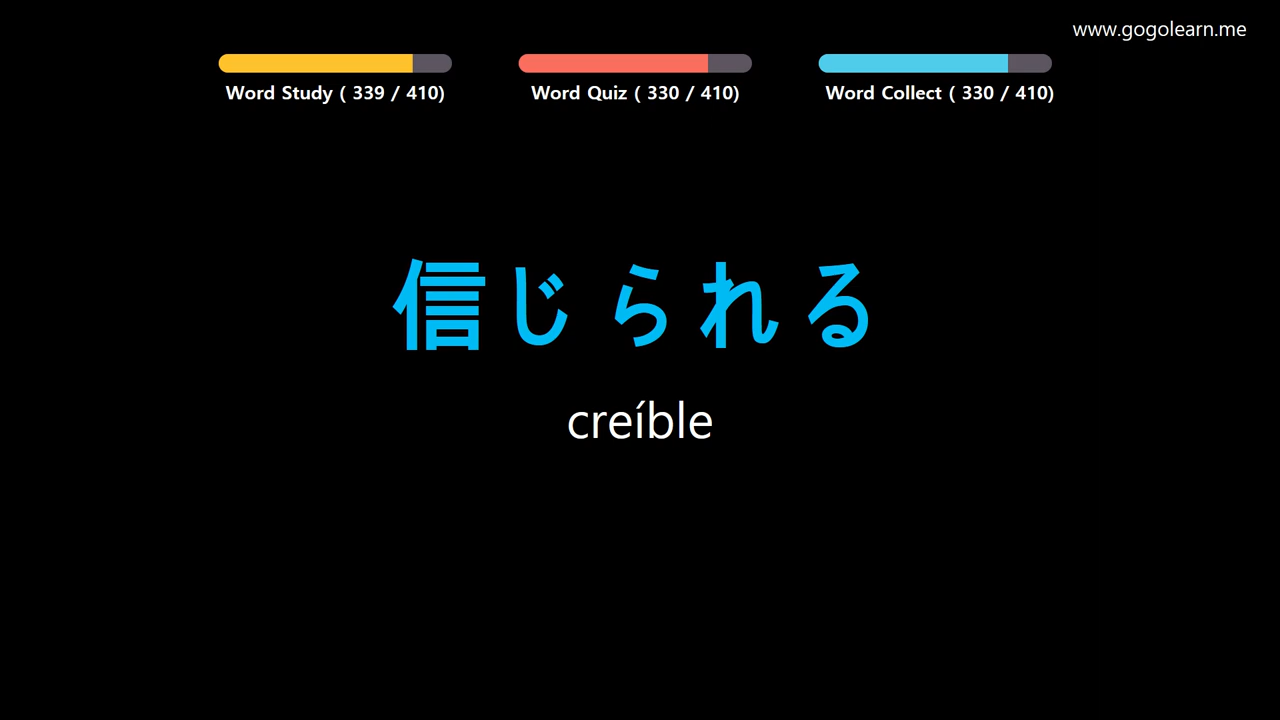 www.gogolearn.me
Word Study ( 339 / 410)
Word Quiz ( 330 / 410)
Word Collect ( 330 / 410)
信じられる
creíble